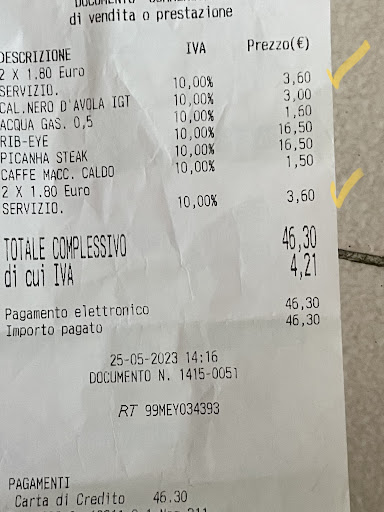 DOCUMENTO COMMER
di vendita o prestazione
DESCRIZIONE IVA Prezzo(€)
2 X 1.80 Euro
SERVIZIO. 10,00% 3,60
CAL.NERO D'AVOLA IGT 10,00% 3,00
ACQUA GAS. 0,5 10,00% 1,60
RIB-EYE 10,00% 16,50
PICANHA STEAK 10,00% 16,50
CAFFE MACC. CALDO 10,00% 1,50
2 X 1.80 Euro
SERVIZIO. 10,00% 3,60
TOTALE COMPLESSIVO 46,30
di cui IVA 4,21
Pagamento elettronico 46,30
Importo pagato 46,30
25-05-2023 14:16
DOCUMENTO N. 1415-0051
RT 99MEY034393
PAGAMENTI
Carta di Credito 46.30